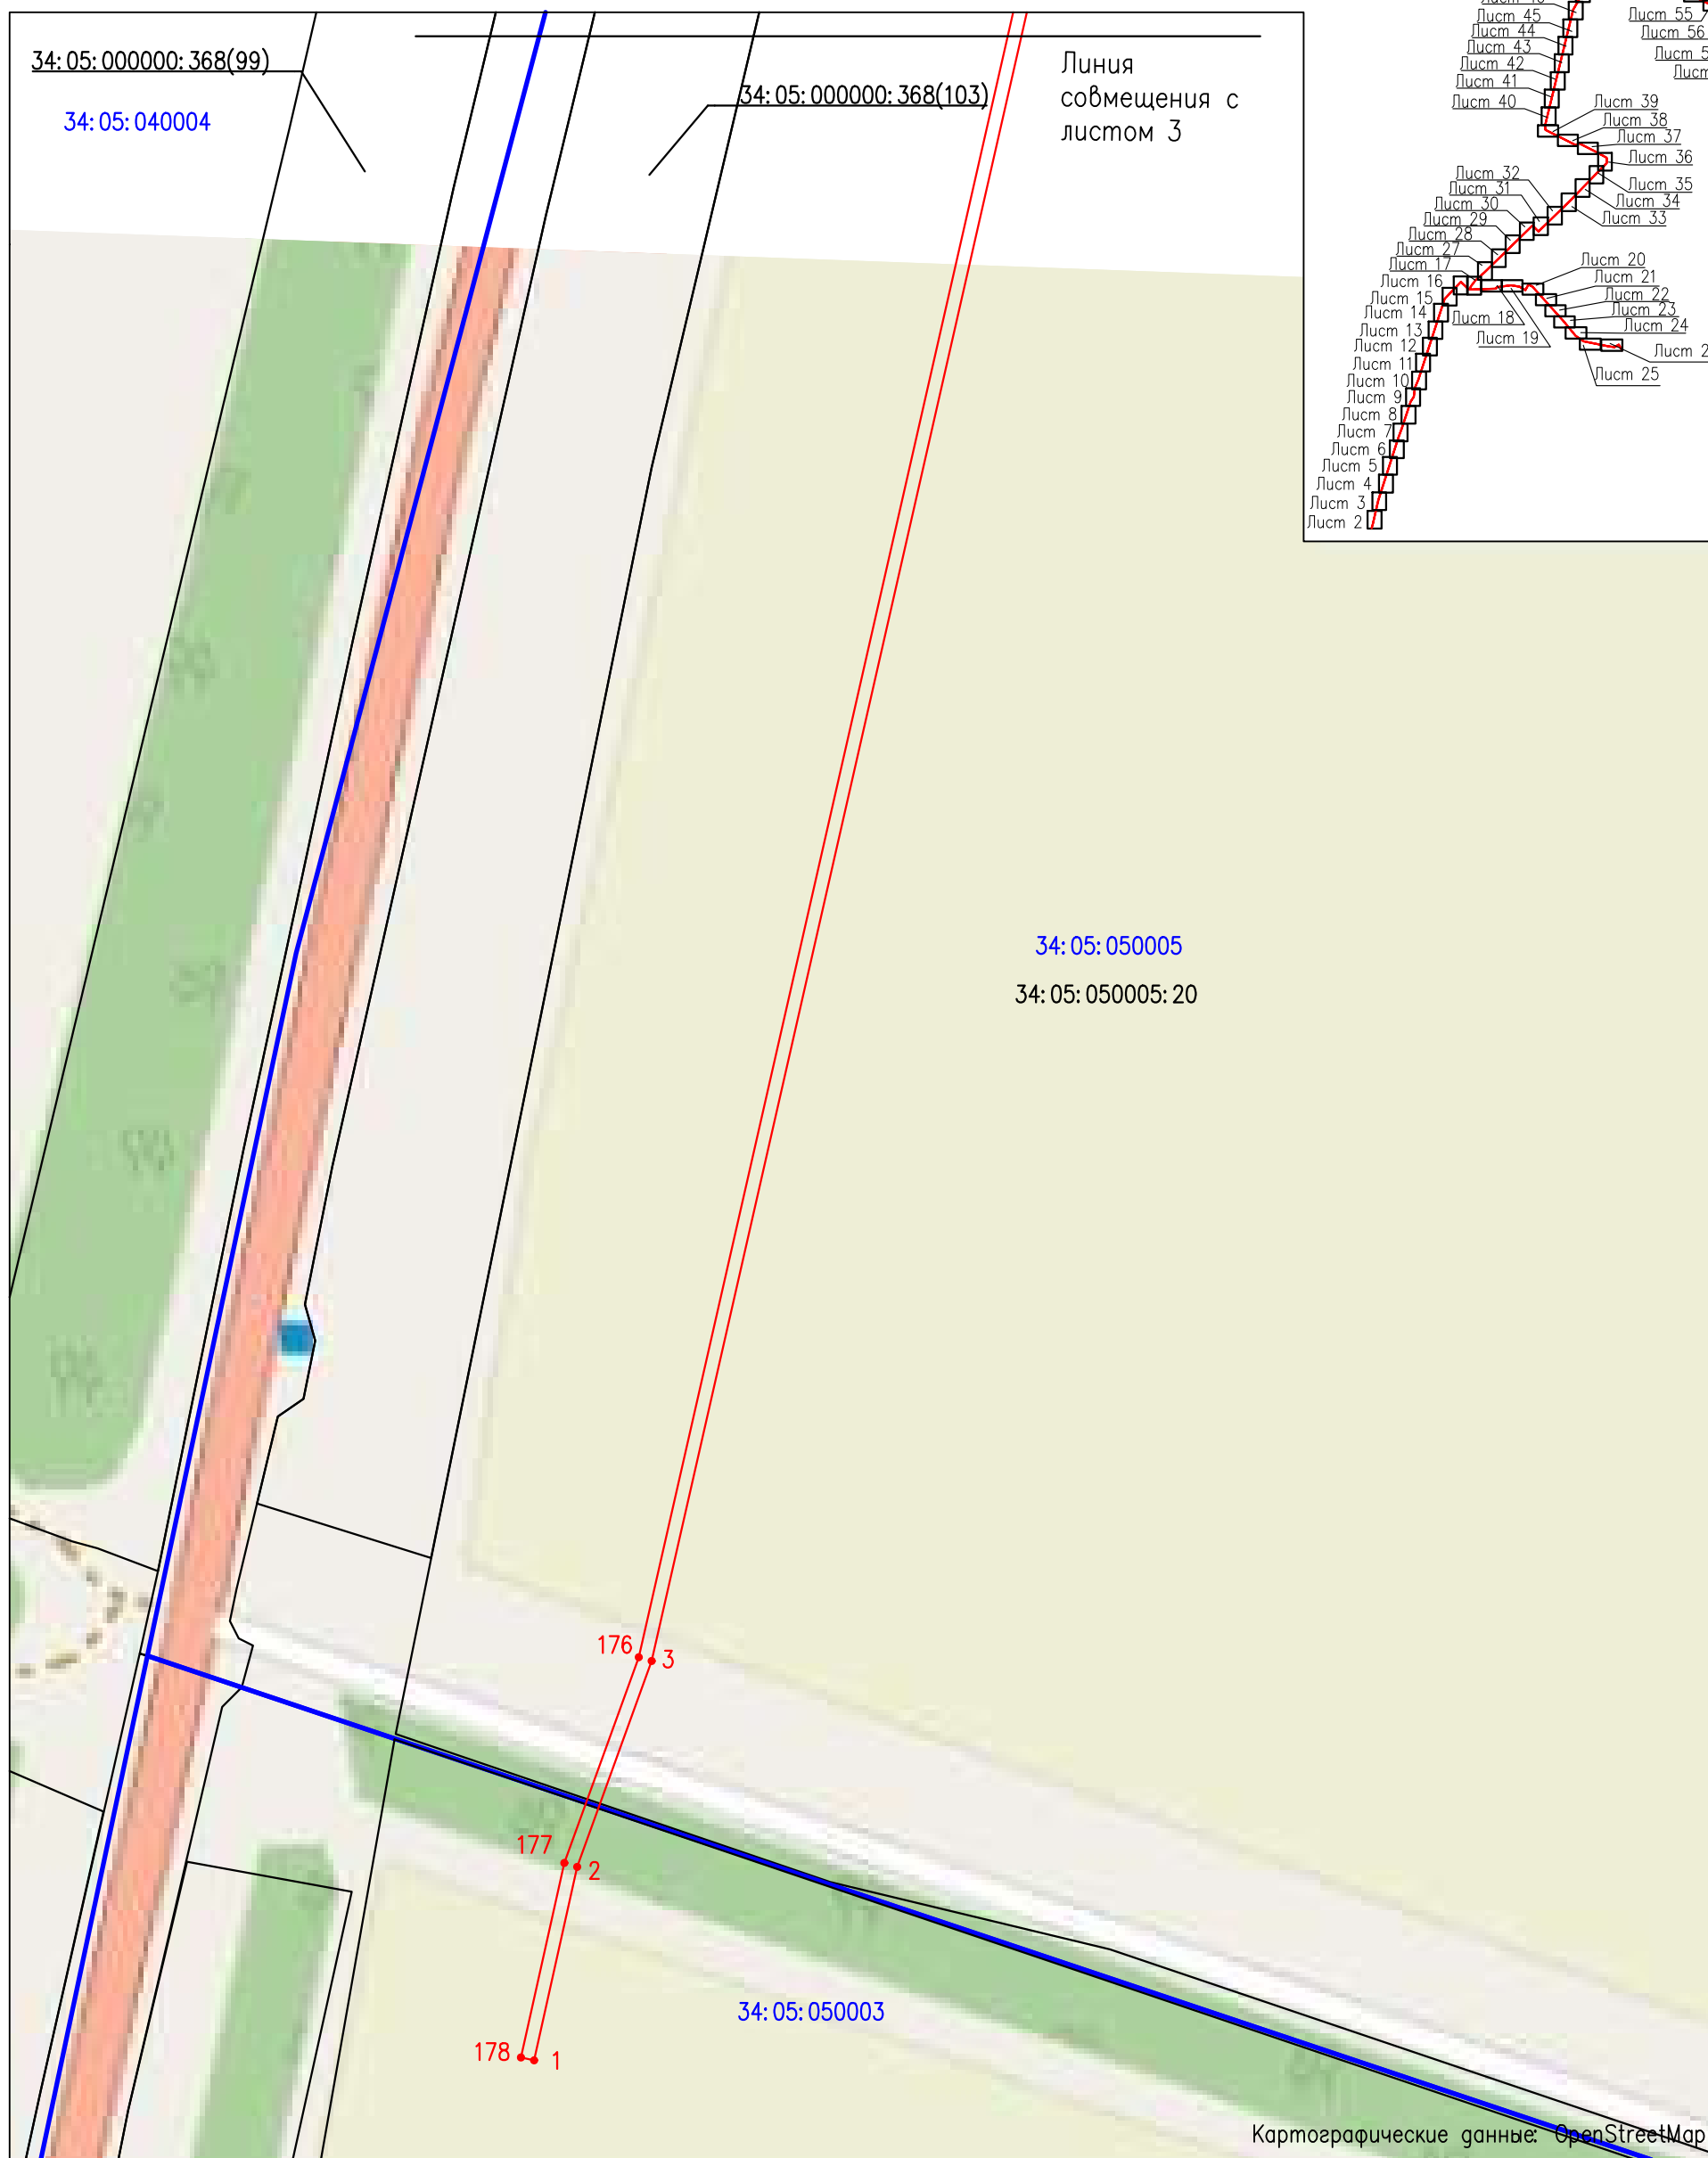 34:05:000000:368(99)
34:05:040004
34:05:000000:368(103)
Линия
совмещения с
листом 3
34:05:050005
34:05:050005:20
176
3
177
2
34:05:050003
178
1
Картографические данные: OpenStreetMap
Лист 45
Лист 44
Лист 43
Лист 42
Лист 41
Лист 40
Лист 55
Лист 56
Лист 39
Лист 38
Лист 37
Лист 36
Лист 35
Лист 34
Лист 33
Лист 32
Лист 31
Лист 30
Лист 29
Лист 28
Лист 27
Лист 17
Лист 16
Лист 15
Лист 14
Лист 13
Лист 12
Лист 11
Лист 10
Лист 9
Лист 8
Лист 7
Лист 6
Лист 5
Лист 4
Лист 3
Лист 2
Лист 20
Лист 21
Лист 22
Лист 23
Лист 24
Лист 18
Лист 19
Лист 25